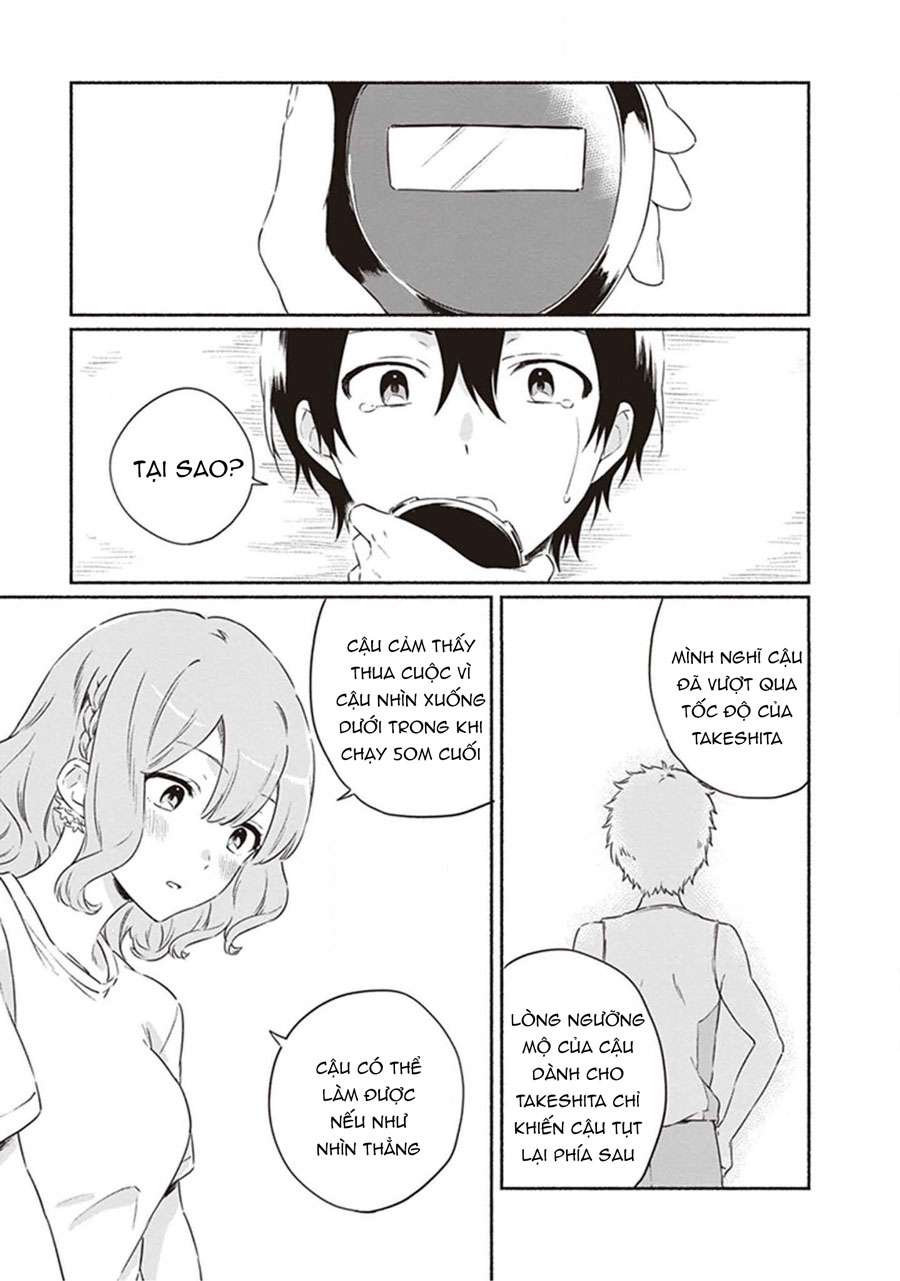 TẠI SAO?
MÌNH NGHĨ CẬU
ĐÃ VƯỢT QUA
TỐC ĐỘ CỦA
TAKESHITA
LÒNG NGƯỠNG
MỘ CỦA CẬU
DÀNH CHO
TAKESHITA CHỈ
KHIẾN CẬU TỤT
LẠI PHÍA SAU
CẬU CẢM THẤY
THUA CUỘC VÌ
CẬU NHÌN XUỐNG
DƯỚI TRONG KHI
CHẠY 50M CUỐI
CẬU CÓ THỂ
LÀM ĐƯỢC
NẾU NHƯ
NHÌN THẲNG